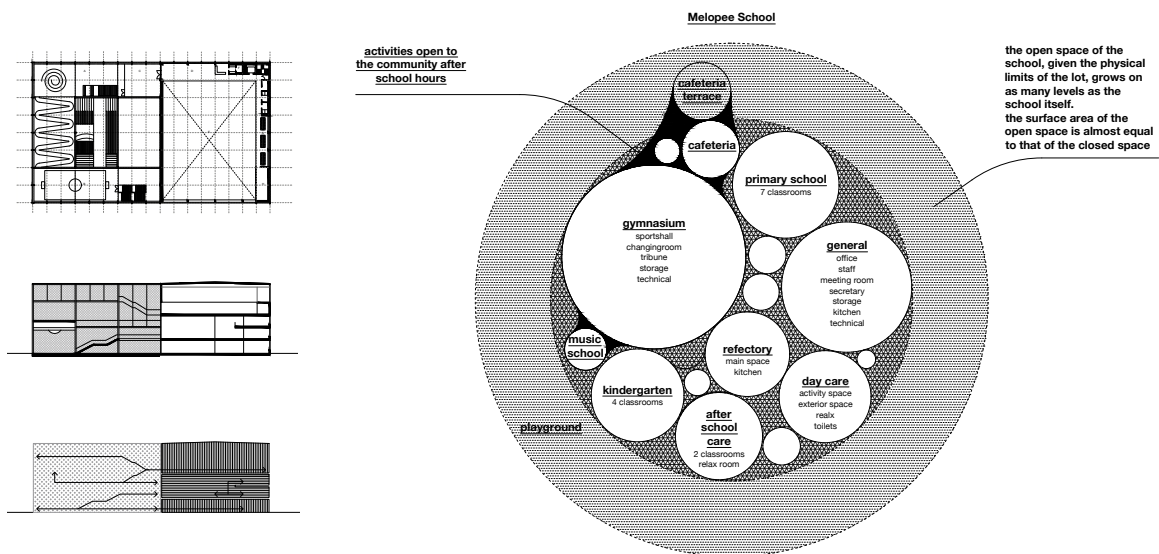 Melopee School
activities open to
the community after
school hours
the open space of the
school, given the physical
limits of the lot, grows on
as many levels as the
school itself.
the surface area of the
open space is almost equal
to that of the closed space
cafeteria
terrace
cafeteria
primary school
7 classrooms
gymnasium
sportshall
changingroom
tribune
storage
technical
general
office
staff
meeting room
secretary
storage
kitchen
technical
music
school
refectory
main space
kitchen
kindergarten
4 classrooms
day care
activity space
exterior space
realx
toilets
after
school
care
2 classrooms
relax room
playground